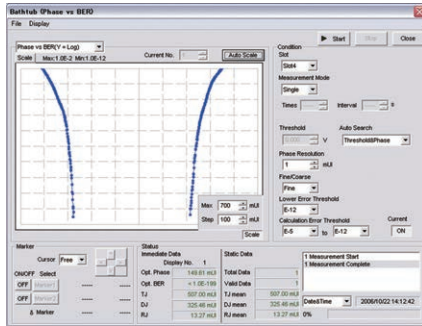 Bathtub (Phase vs BER)
File Display
Start Stop Close
Phase vs BER(Y = Log)
Scale Max:1.0E-2 Min:1.0E-12
Current No. 1
Auto Scale
Condition
Slot
Slot4
Measurement Mode
Single
Times Interval s
Threshold Auto Search
V Threshold&Phase
Phase Resolution
1 mUI
Fine/Coarse
Fine
Lower Error Threshold
E-12
Calculation Error Threshold Current
E-5 to E-12 ON
Max 700 mUI
Step 100 mUI
Scale
Marker
Cursor Free
ON/OFF Select
OFF Marker1 ----- -----
OFF Marker2 ----- -----
Δ Marker ----- -----
Status
Immediate Data
Display No. 1
Opt. Phase 149.61 mUI
Opt. BER < 1.0E-199
TJ 507.00 mUI
DJ 325.46 mUI
RJ 13.27 mUI
Static Data
Total Data 1
Valid Data 1
TJ mean 507.00 mUI
DJ mean 325.46 mUI
RJ mean 13.27 mUI
1 Measurement Start
1 Measurement Complete
Date&Time 2006/10/22 14:12:42
0%